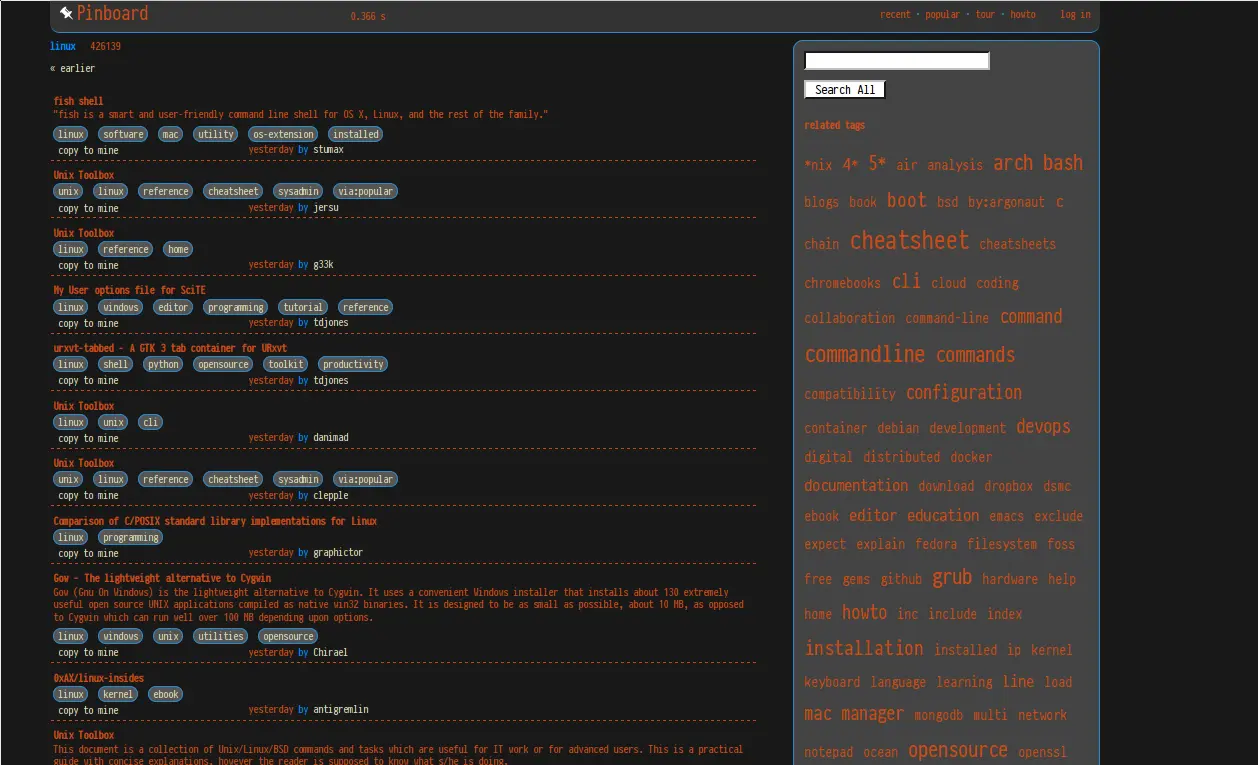 Pinboard 0.366 s recent · popular · tour · howto log in
linux 426139
« earlier
fish shell
"fish is a smart and user-friendly command line shell for OS X, Linux, and the rest of the family."
linux software mac utility os-extension installed
copy to mine yesterday by stumax
Unix Toolbox
unix linux reference cheatsheet sysadmin via:popular
copy to mine yesterday by jersu
Unix Toolbox
linux reference home
copy to mine yesterday by g33k
My User options file for SciTE
linux windows editor programming tutorial reference
copy to mine yesterday by tdjones
urxvt-tabbed - A GTK 3 tab container for URxvt
linux shell python opensource toolkit productivity
copy to mine yesterday by tdjones
Unix Toolbox
linux unix cli
copy to mine yesterday by danimad
Unix Toolbox
unix linux reference cheatsheet sysadmin via:popular
copy to mine yesterday by clepple
Comparison of C/POSIX standard library implementations for Linux
linux programming
copy to mine yesterday by graphictor
Gow - The lightweight alternative to Cygwin
Gow (Gnu On Windows) is the lightweight alternative to Cygwin. It uses a convenient Windows installer that installs about 130 extremely
useful open source UNIX applications compiled as native win32 binaries. It is designed to be as small as possible, about 10 MB, as opposed
to Cygwin which can run well over 100 MB depending upon options.
linux windows unix utilities opensource
copy to mine yesterday by Chirael
0xAX/linux-insides
linux kernel ebook
copy to mine yesterday by antigremlin
Unix Toolbox
This document is a collection of Unix/Linux/BSD commands and tasks which are useful for IT work or for advanced users. This is a practical
guide with concise explanations, however the reader is supposed to know what s/he is doing.
Search All
related tags
*nix 4* 5* air analysis arch bash
blogs book boot bsd by:argonaut c
chain cheatsheet cheatsheets
chromebooks cli cloud coding
collaboration command-line command
commandline commands
compatibility configuration
container debian development devops
digital distributed docker
documentation download dropbox dsmc
ebook editor education emacs exclude
expect explain fedora filesystem foss
free gems github grub hardware help
home howto inc include index
installation installed ip kernel
keyboard language learning line load
mac manager mongodb multi network
notepad ocean opensource openssl